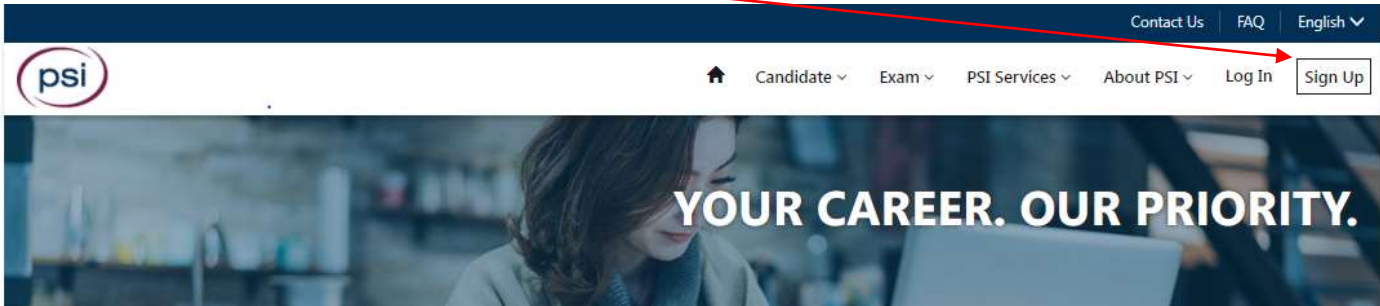 Contact Us FAQ English
psi Candidate Exam PSI Services About PSI Log In Sign Up
YOUR CAREER. OUR PRIORITY.